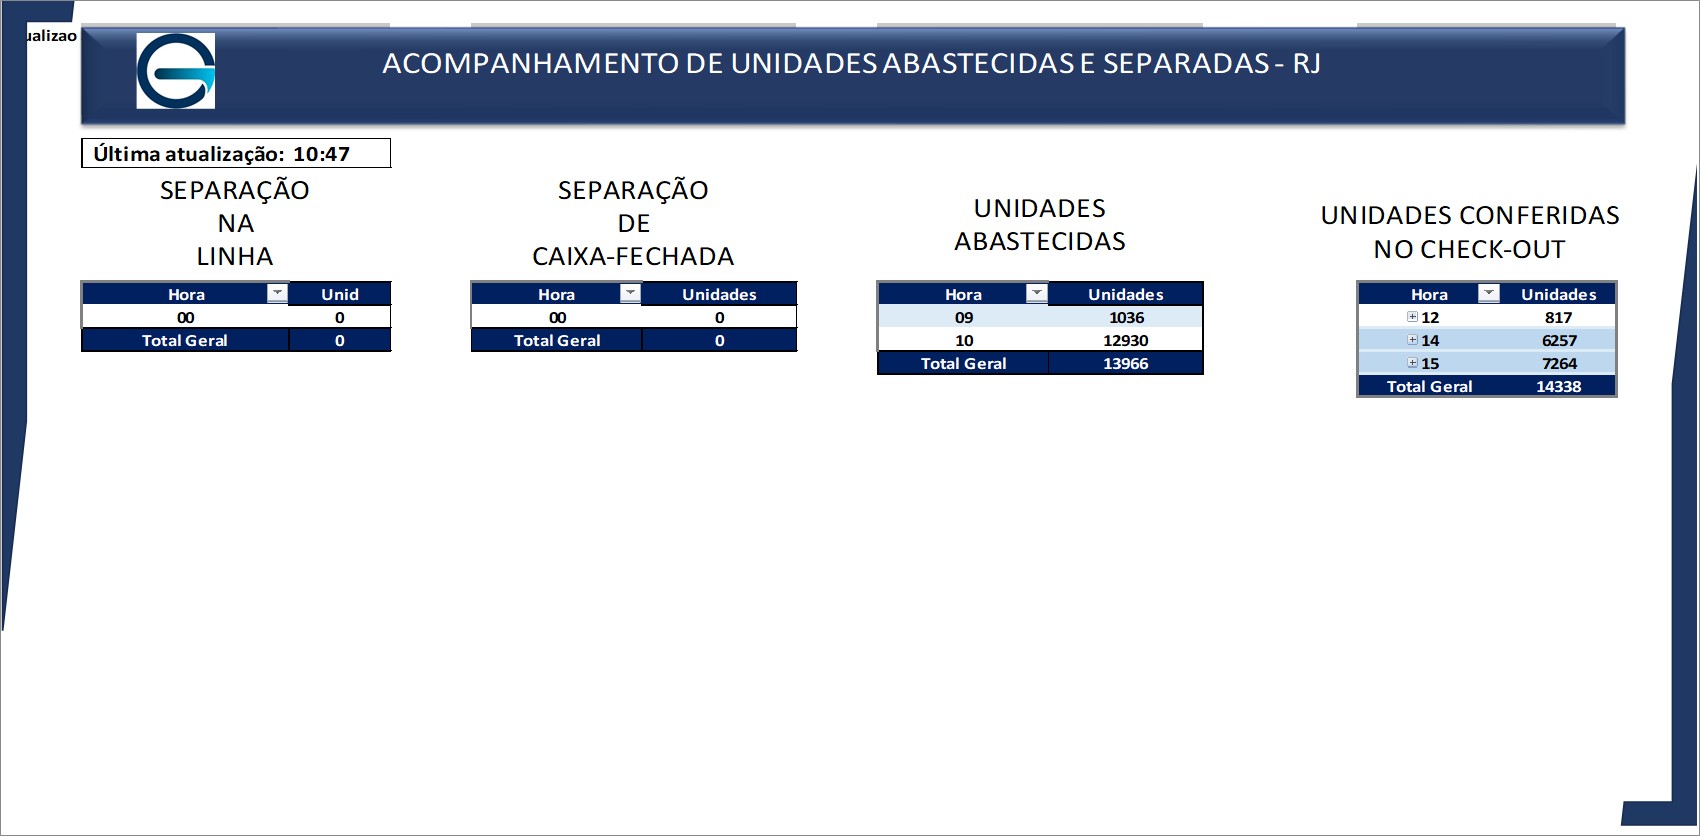 ualizao
ACOMPANHAMENTO DE UNIDADES ABASTECIDAS E SEPARADAS - RJ
Última atualização: 10:47
SEPARAÇÃO
NA
LINHA
Hora Unid
00 0
Total Geral 0
SEPARAÇÃO
DE
CAIXA-FECHADA
Hora Unidades
00 0
Total Geral 0
UNIDADES
ABASTECIDAS
Hora Unidades
09 1036
10 12930
Total Geral 13966
UNIDADES CONFERIDAS
NO CHECK-OUT
Hora Unidades
12 817
14 6257
15 7264
Total Geral 14338